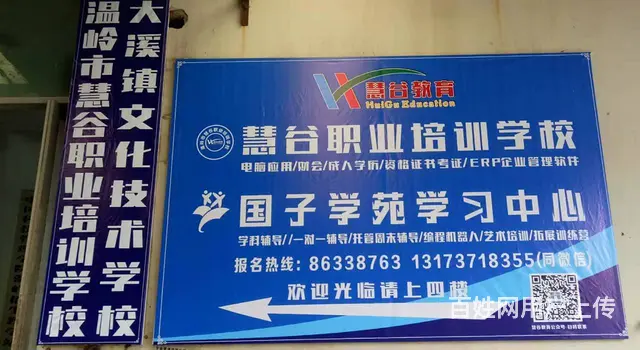 大溪镇文化技术学校
温岭市慧谷职业培训学校
慧谷教育
HuiGu Education
慧谷职业培训学校
电脑应用/财会/成人学历/资格证书考证/ERP企业管理软件
国子学苑学习中心
学科辅导/一对一辅导/托管周末辅导/编程机器人/艺术培训/拓展训练营
报名热线：86338763 13173718355(同微信)
欢迎光临请上四楼
百姓网用户上传